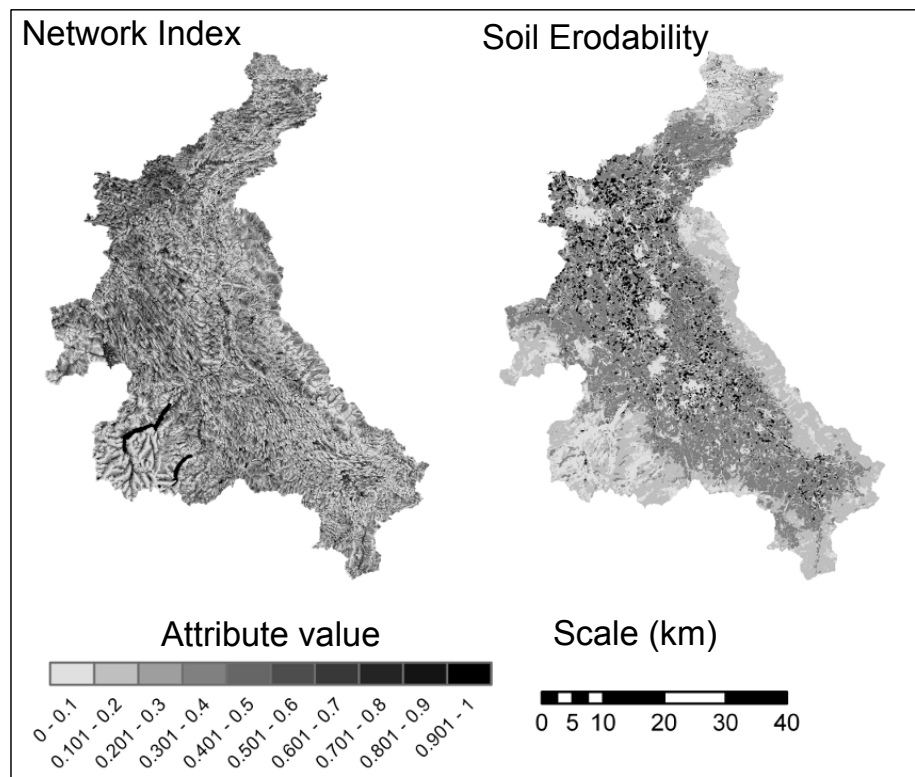 Network Index
Soil Erodability
Attribute value
0 - 0.1
0.101 - 0.2
0.201 - 0.3
0.301 - 0.4
0.401 - 0.5
0.501 - 0.6
0.601 - 0.7
0.701 - 0.8
0.801 - 0.9
0.901 - 1
Scale (km)
0 5 10 20 30 40